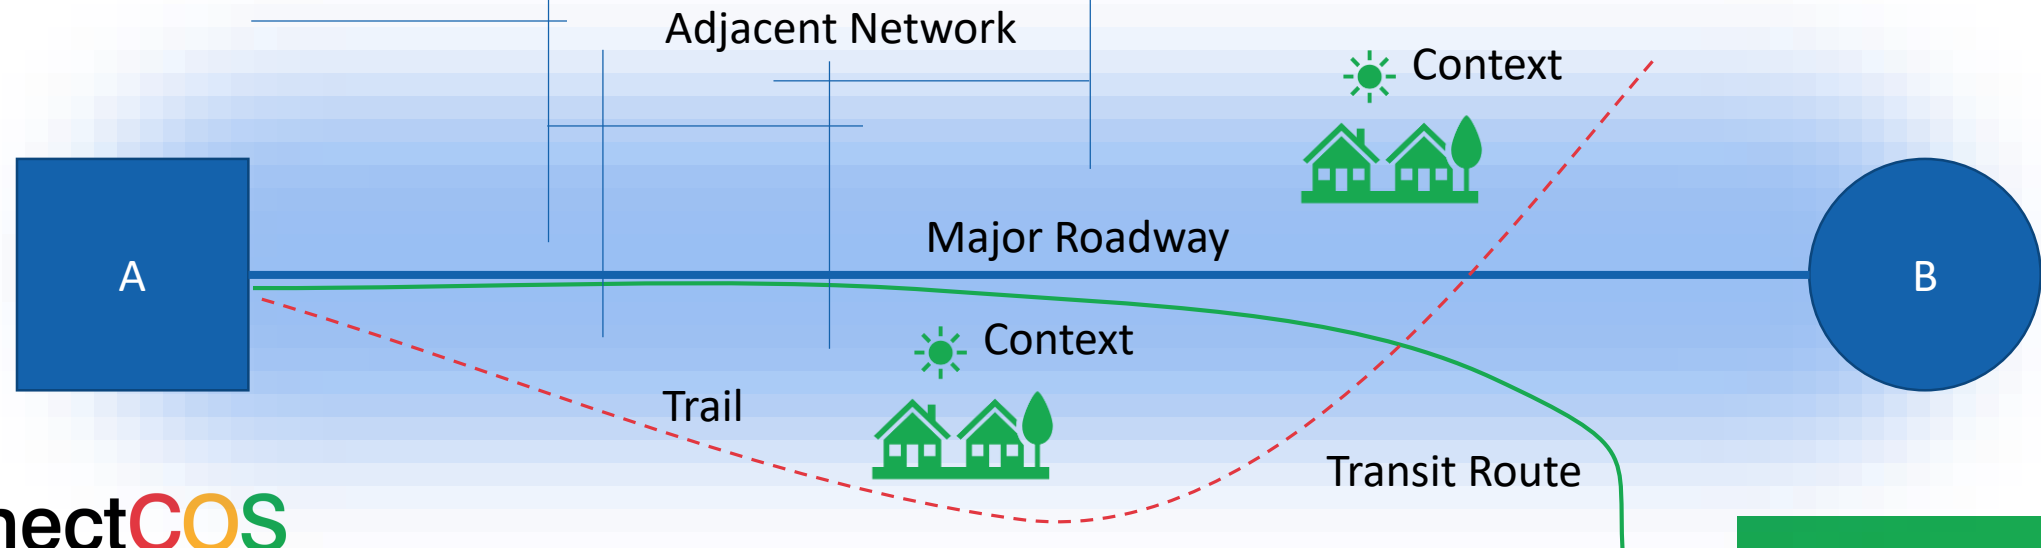 Adjacent Network
Context
Major Roadway
A
B
Context
Trail
Transit Route
nectCOS